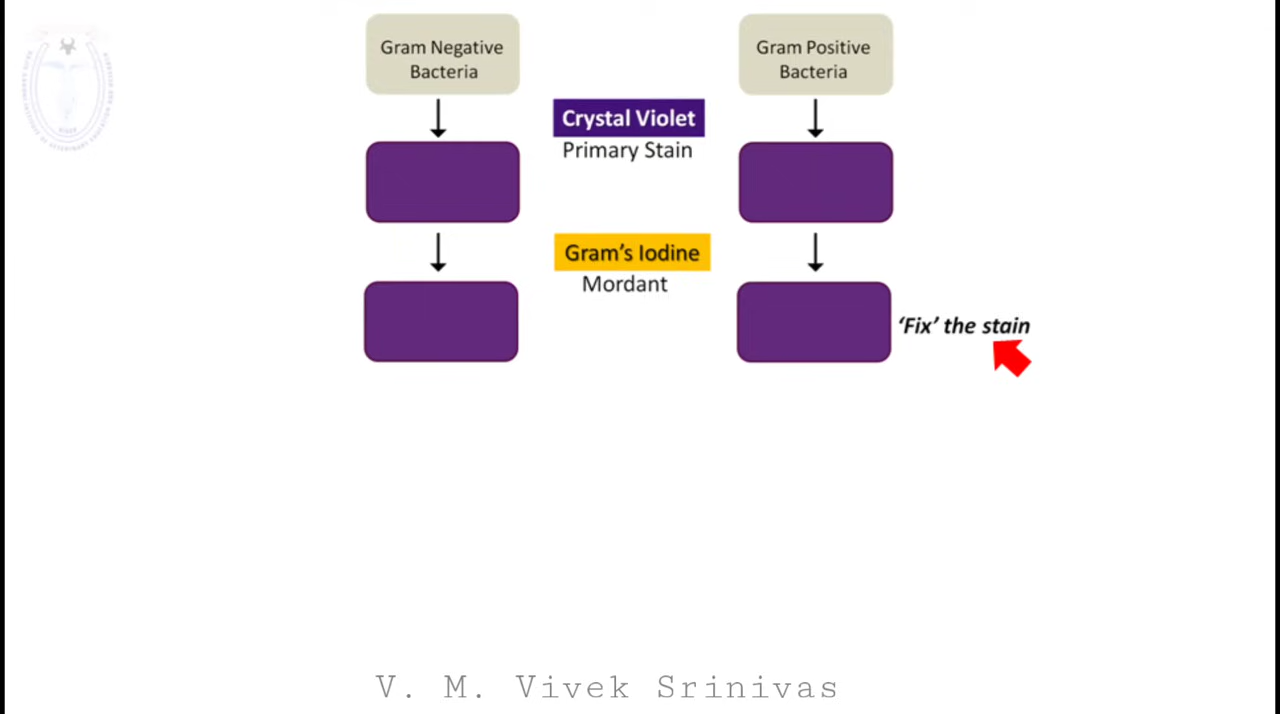 Gram Negative
Bacteria
Gram Positive
Bacteria
Crystal Violet
Primary Stain
Gram's Iodine
Mordant
‘Fix’ the stain
V. M. Vivek Srinivas